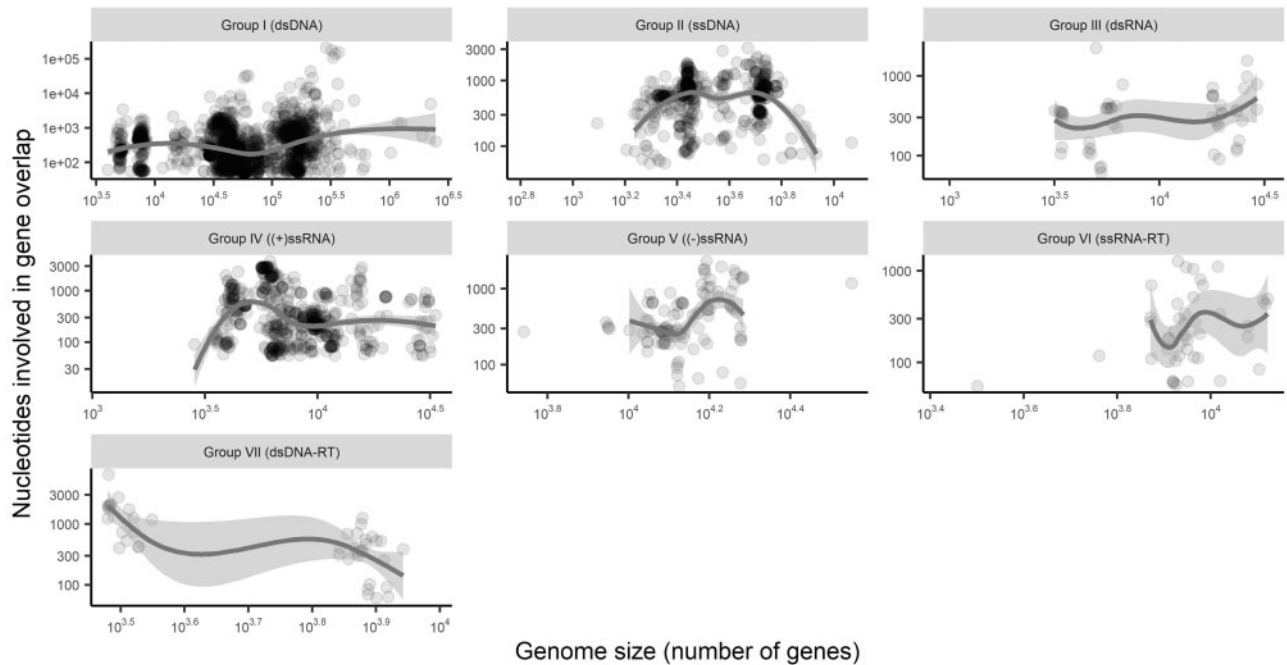 Nucleotides involved in gene overlap
Group I (dsDNA)
1e+05
1e+04
1e+03
1e+02
10^3.5 10^4 10^4.5 10^5 10^5.5 10^6 10^6.5
Group II (ssDNA)
3000
1000
300
100
10^2.8 10^3 10^3.2 10^3.4 10^3.6 10^3.8 10^4
Group III (dsRNA)
1000
300
100
10^3 10^3.5 10^4 10^4.5
Group IV ((+)ssRNA)
3000
1000
300
100
30
10^3 10^3.5 10^4 10^4.5
Group V ((-)ssRNA)
1000
300
100
10^3.8 10^4 10^4.2 10^4.4
Group VI (ssRNA-RT)
1000
300
100
10^3.4 10^3.6 10^3.8 10^4
Group VII (dsDNA-RT)
3000
1000
300
100
10^3.5 10^3.6 10^3.7 10^3.8 10^3.9 10^4
Genome size (number of genes)